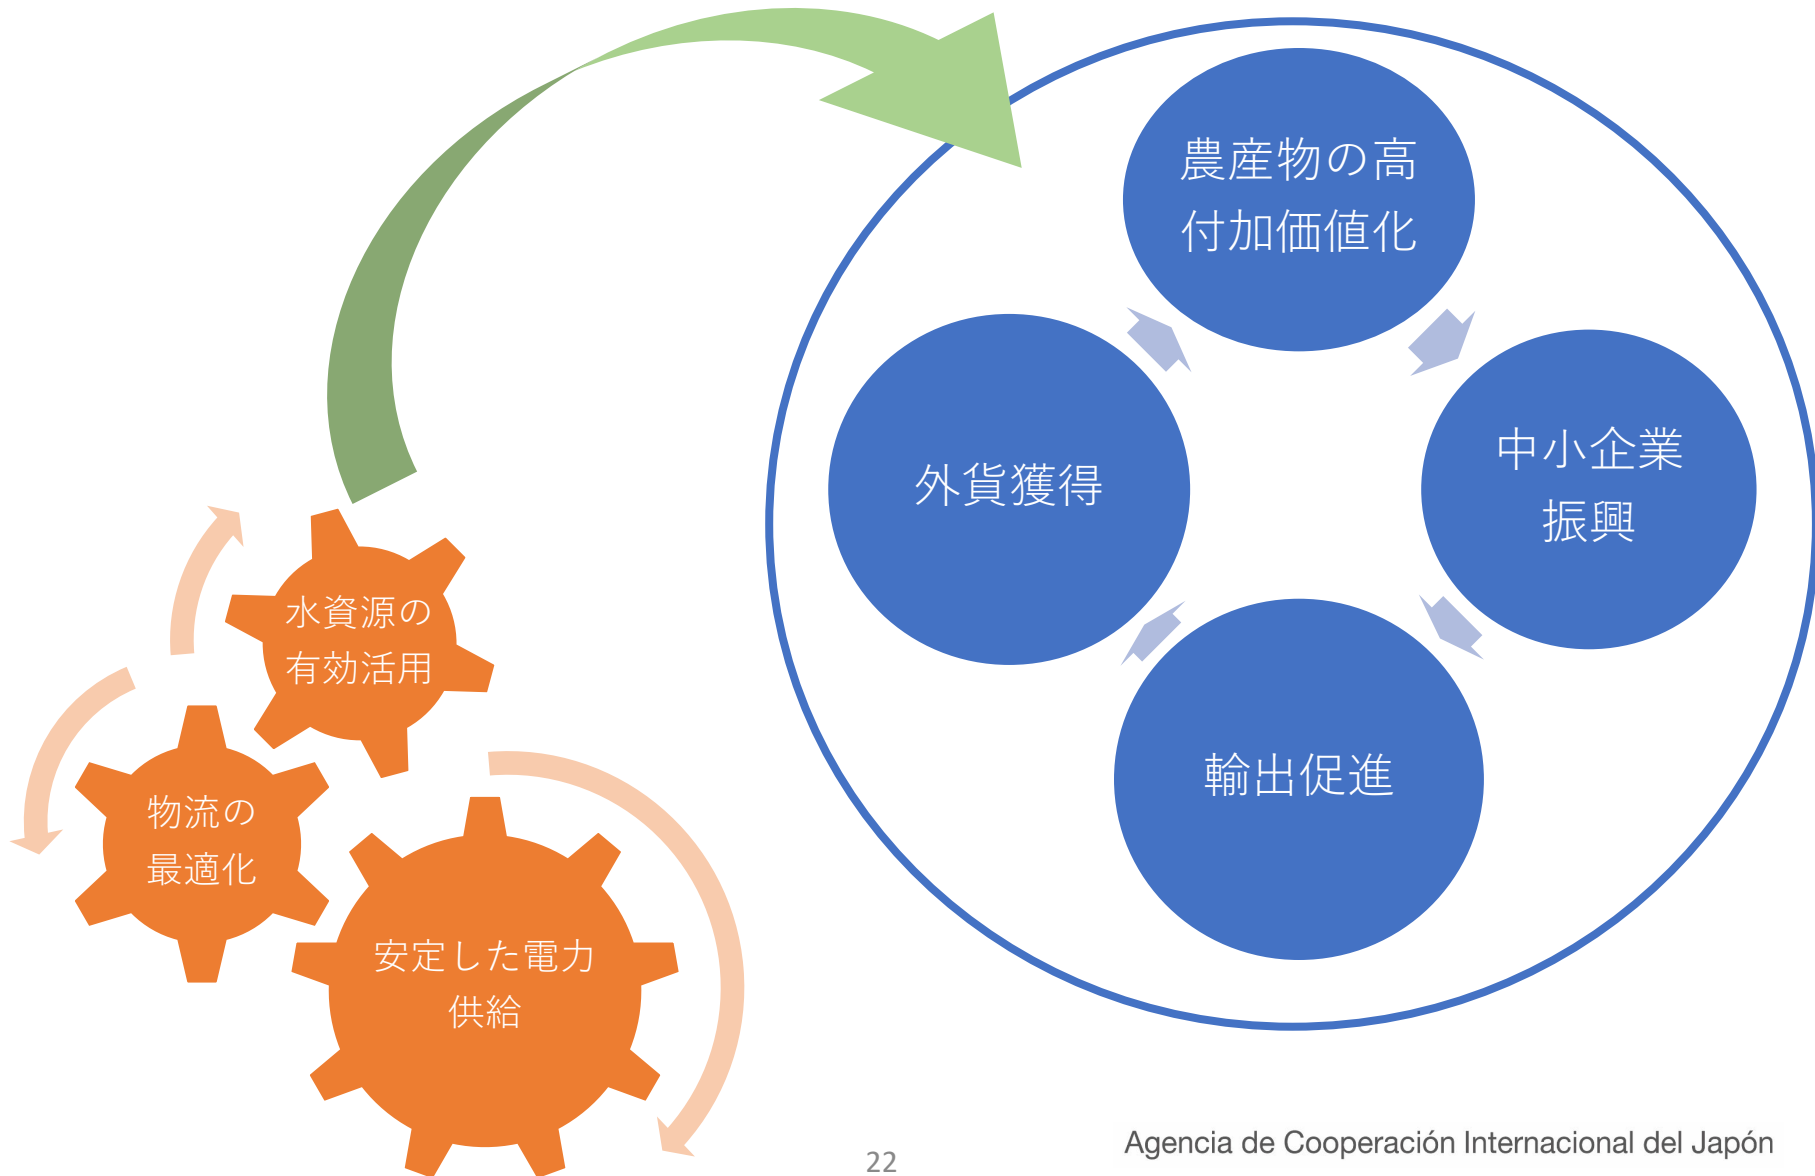 農産物の高
付加価値化
外貨獲得
中小企業
振興
輸出促進
水資源の
有効活用
物流の
最適化
安定した電力
供給
22
Agencia de Cooperación Internacional del Japón